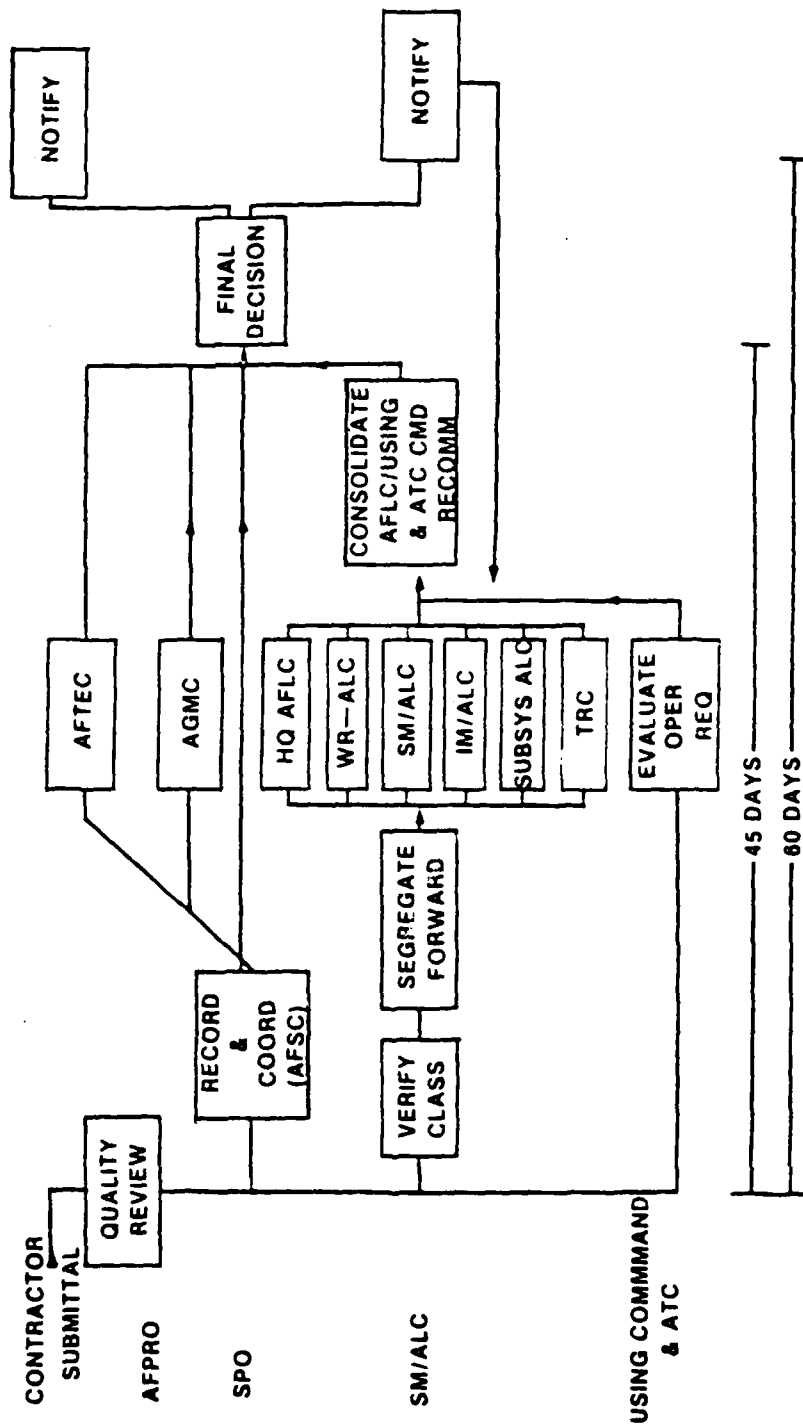 CONTRACTOR
SUBMITTAL
AFPRO
SPO
SM/ALC
USING COMMMAND
& ATC
QUALITY
REVIEW
RECORD
&
COORD
(AFSC)
VERIFY
CLASS
SEGREGATE
FORWARD
AFTEC
AGMC
HQ AFLC
WR-ALC
SM/ALC
IM/ALC
SUBSYS ALC
TRC
EVALUATE
OPER
REQ
CONSOLIDATE
AFLC/USING
& ATC CMD
RECOMM
FINAL
DECISION
NOTIFY
NOTIFY
45 DAYS
60 DAYS